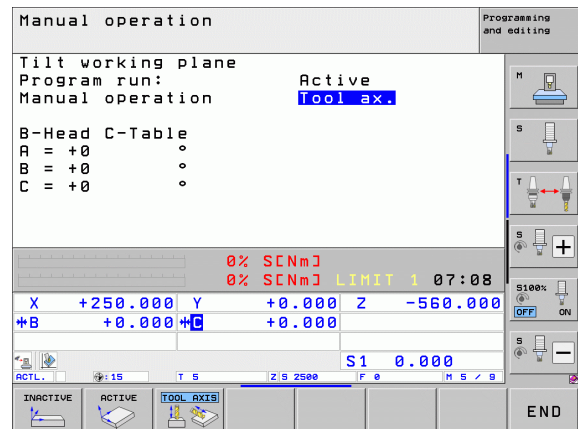 Manual operation
Programming and editing
Tilt working plane
Program run: Active
Manual operation Tool ax.
B-Head C-Table
A = +0 °
B = +0 °
C = +0 °
0% S[Nm]
0% S[Nm] LIMIT 1 07:08
X +250.000 Y +0.000 Z -560.000
B +0.000 C +0.000
S1 0.000
ACTL. : 15 T 5 Z S 2500 F 0 M 5 / 9
INACTIVE ACTIVE TOOL AXIS END
M
S
T
S +
S100%
OFF ON
S -